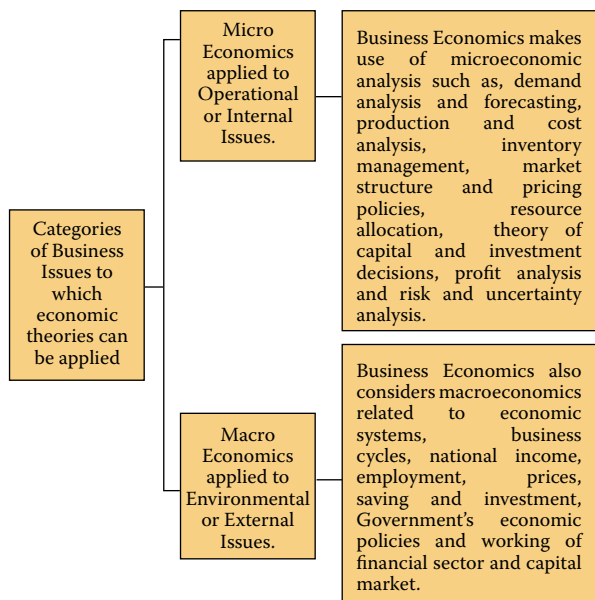 Categories
of Business
Issues to
which
economic
theories can
be applied
Micro
Economics
applied to
Operational
or Internal
Issues.
Business Economics makes
use of microeconomic
analysis such as, demand
analysis and forecasting,
production and cost
analysis, inventory
management, market
structure and pricing
policies, resource
allocation, theory of
capital and investment
decisions, profit analysis
and risk and uncertainty
analysis.
Macro
Economics
applied to
Environmental
or External
Issues.
Business Economics also
considers macroeconomics
related to economic
systems, business
cycles, national income,
employment, prices,
saving and investment,
Government's economic
policies and working of
financial sector and capital
market.